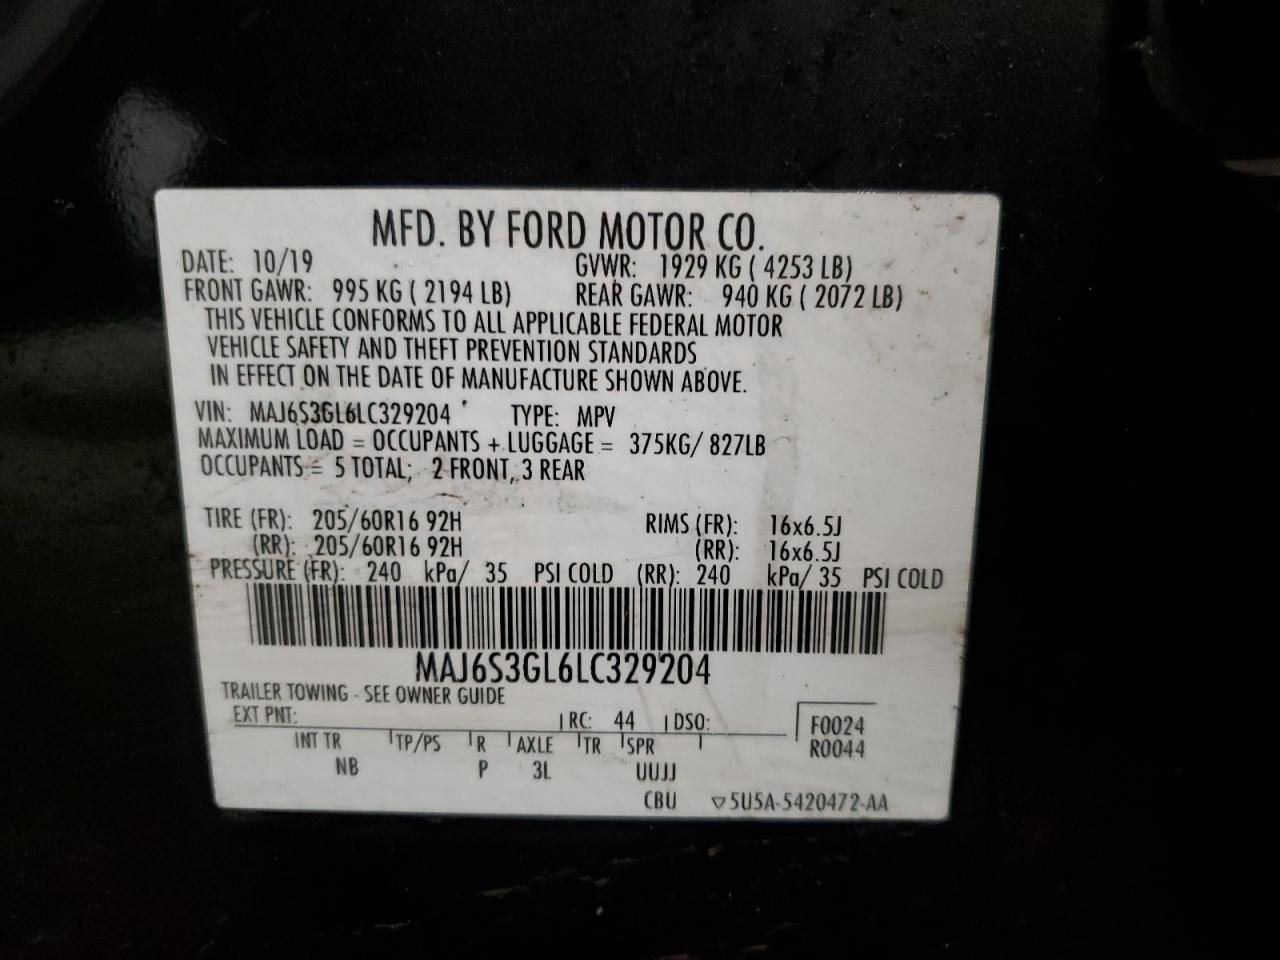 MFD. BY FORD MOTOR CO.
DATE: 10/19 GVWR: 1929 KG ( 4253 LB)
FRONT GAWR: 995 KG ( 2194 LB) REAR GAWR: 940 KG ( 2072 LB)
THIS VEHICLE CONFORMS TO ALL APPLICABLE FEDERAL MOTOR
VEHICLE SAFETY AND THEFT PREVENTION STANDARDS
IN EFFECT ON THE DATE OF MANUFACTURE SHOWN ABOVE.
VIN: MAJ6S3GL6LC329204 TYPE: MPV
MAXIMUM LOAD = OCCUPANTS + LUGGAGE = 375KG/ 827LB
OCCUPANTS = 5 TOTAL; 2 FRONT, 3 REAR
TIRE (FR): 205/60R16 92H RIMS (FR): 16x6.5J
(RR): 205/60R16 92H (RR): 16x6.5J
PRESSURE (FR): 240 kPa/ 35 PSI COLD (RR): 240 kPa/ 35 PSI COLD
MAJ6S3GL6LC329204
TRAILER TOWING - SEE OWNER GUIDE
EXT PNT: RC: 44 DSO: F0024
INT TR TP/PS R AXLE TR SPR R0044
NB P 3L UUJJ
CBU ▽5U5A-5420472-AA